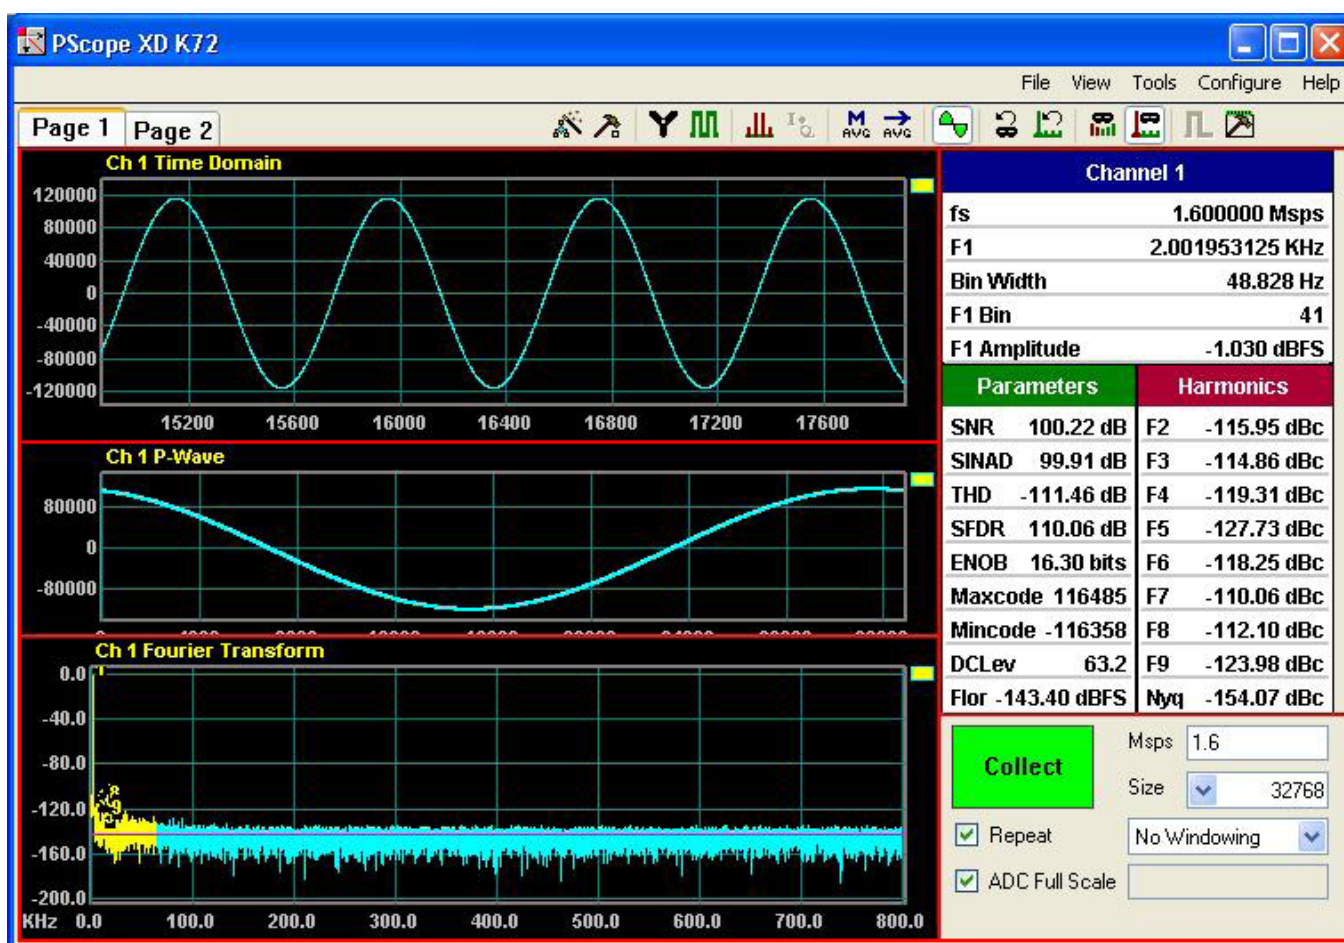 PScope XD K72
File View Tools Configure Help
Page 1 Page 2
M AVG AVG
Ch 1 Time Domain
120000
80000
40000
0
-40000
-80000
-120000
15200 15600 16000 16400 16800 17200 17600
Ch 1 P-Wave
80000
0
-80000
Ch 1 Fourier Transform
0.0
-40.0
-80.0
-120.0
-160.0
-200.0
KHz 0.0 100.0 200.0 300.0 400.0 500.0 600.0 700.0 800.0
Channel 1
fs 1.600000 Msps
F1 2.001953125 KHz
Bin Width 48.828 Hz
F1 Bin 41
F1 Amplitude -1.030 dBFS
Parameters Harmonics
SNR 100.22 dB F2 -115.95 dBc
SINAD 99.91 dB F3 -114.86 dBc
THD -111.46 dB F4 -119.31 dBc
SFDR 110.06 dB F5 -127.73 dBc
ENOB 16.30 bits F6 -118.25 dBc
Maxcode 116485 F7 -110.06 dBc
Mincode -116358 F8 -112.10 dBc
DCLev 63.2 F9 -123.98 dBc
Flor -143.40 dBFS Nyq -154.07 dBc
Collect
Msps 1.6
Size 32768
Repeat No Windowing
ADC Full Scale